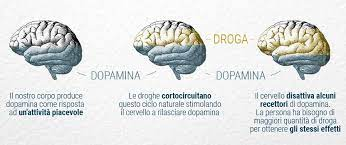 DROGA
DOPAMINA
DOPAMINA
Il nostro corpo produce
dopamina come risposta
ad un'attività piacevole
Le droghe cortocircuitano
questo ciclo naturale stimolando
il cervello a rilasciare dopamina
Il cervello disattiva alcuni
recettori di dopamina.
La persona ha bisogno di
maggiori quantità di droga
per ottenere gli stessi effetti